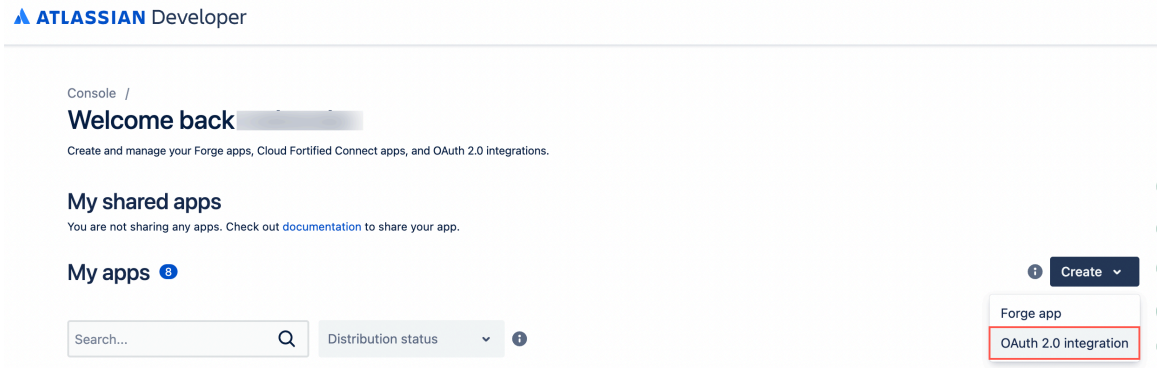 ATLASSIAN Developer
Console /
Welcome back
Create and manage your Forge apps, Cloud Fortified Connect apps, and OAuth 2.0 integrations.
My shared apps
You are not sharing any apps. Check out documentation to share your app.
My apps 8
Create
Forge app
OAuth 2.0 integration
Search...
Distribution status